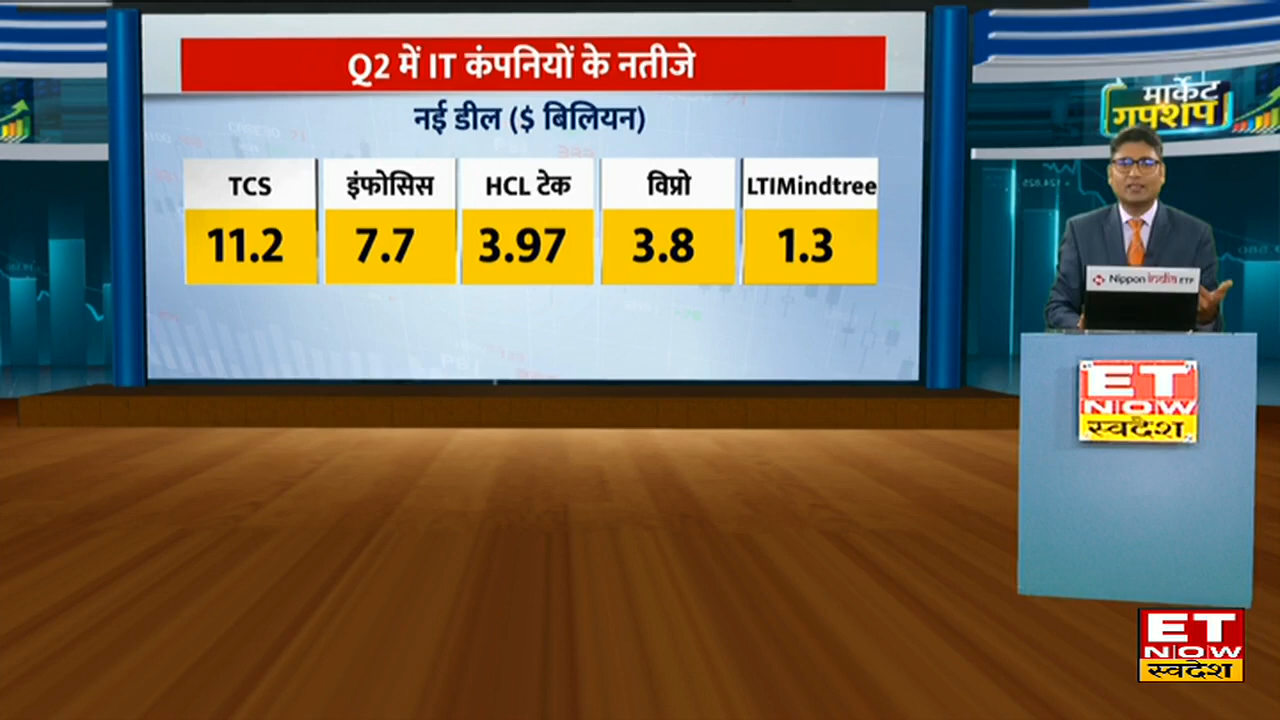 Q2 में IT कंपनियों के नतीजे
नई डील ($ बिलियन)
TCS इंफोसिस HCL टेक विप्रो LTIMindtree
11.2 7.7 3.97 3.8 1.3
मार्केट
गपशप
Nippon india ETF
ET
NOW
स्वदेश
ET
NOW
स्वदेश